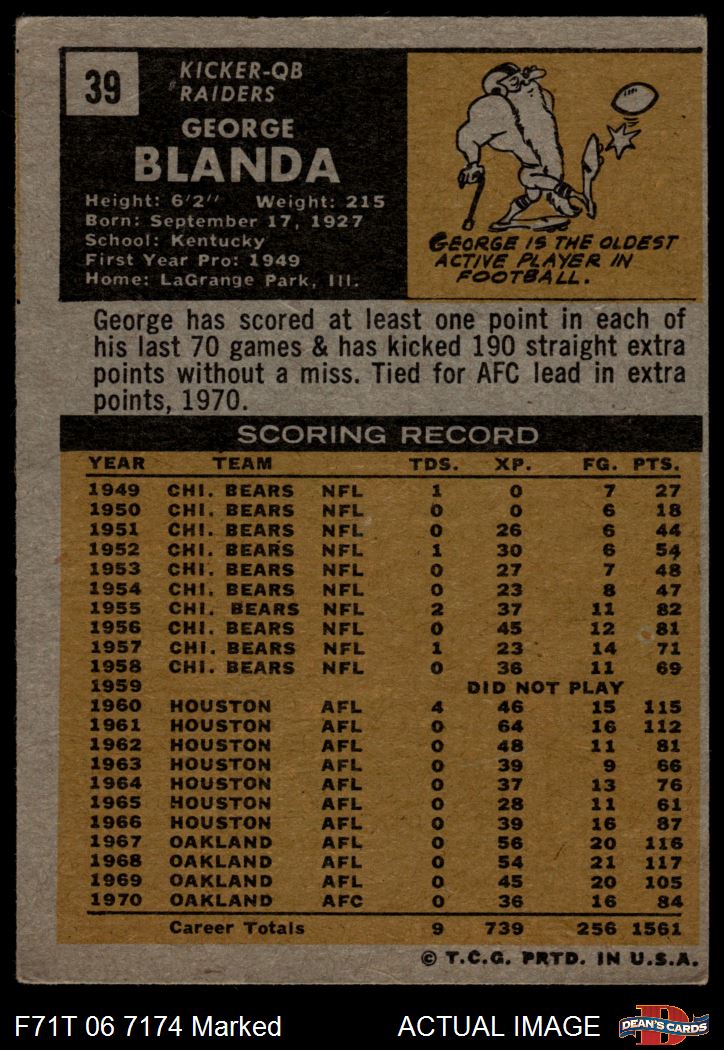 39
KICKER-QB
RAIDERS
GEORGE
BLANDA
Height: 6'2" Weight: 215
Born: September 17, 1927
School: Kentucky
First Year Pro: 1949
Home: LaGrange Park, Ill.
GEORGE IS THE OLDEST
ACTIVE PLAYER IN
FOOTBALL.
George has scored at least one point in each of
his last 70 games & has kicked 190 straight extra
points without a miss. Tied for AFC lead in extra
points, 1970.
SCORING RECORD
YEAR TEAM TDS. XP. FG. PTS.
1949 CHI. BEARS NFL 1 0 7 27
1950 CHI. BEARS NFL 0 0 6 18
1951 CHI. BEARS NFL 0 26 6 44
1952 CHI. BEARS NFL 1 30 6 54
1953 CHI. BEARS NFL 0 27 7 48
1954 CHI. BEARS NFL 0 23 8 47
1955 CHI. BEARS NFL 2 37 11 82
1956 CHI. BEARS NFL 0 45 12 81
1957 CHI. BEARS NFL 1 23 14 71
1958 CHI. BEARS NFL 0 36 11 69
1959 DID NOT PLAY
1960 HOUSTON AFL 4 46 15 115
1961 HOUSTON AFL 0 64 16 112
1962 HOUSTON AFL 0 48 11 81
1963 HOUSTON AFL 0 39 9 66
1964 HOUSTON AFL 0 37 13 76
1965 HOUSTON AFL 0 28 11 61
1966 HOUSTON AFL 0 39 16 87
1967 OAKLAND AFL 0 56 20 116
1968 OAKLAND AFL 0 54 21 117
1969 OAKLAND AFL 0 45 20 105
1970 OAKLAND AFC 0 36 16 84
Career Totals 9 739 256 1561
© T.C.G. PRTD. IN U.S.A.
F71T 06 7174 Marked ACTUAL IMAGE
D
DEAN'S CARDS